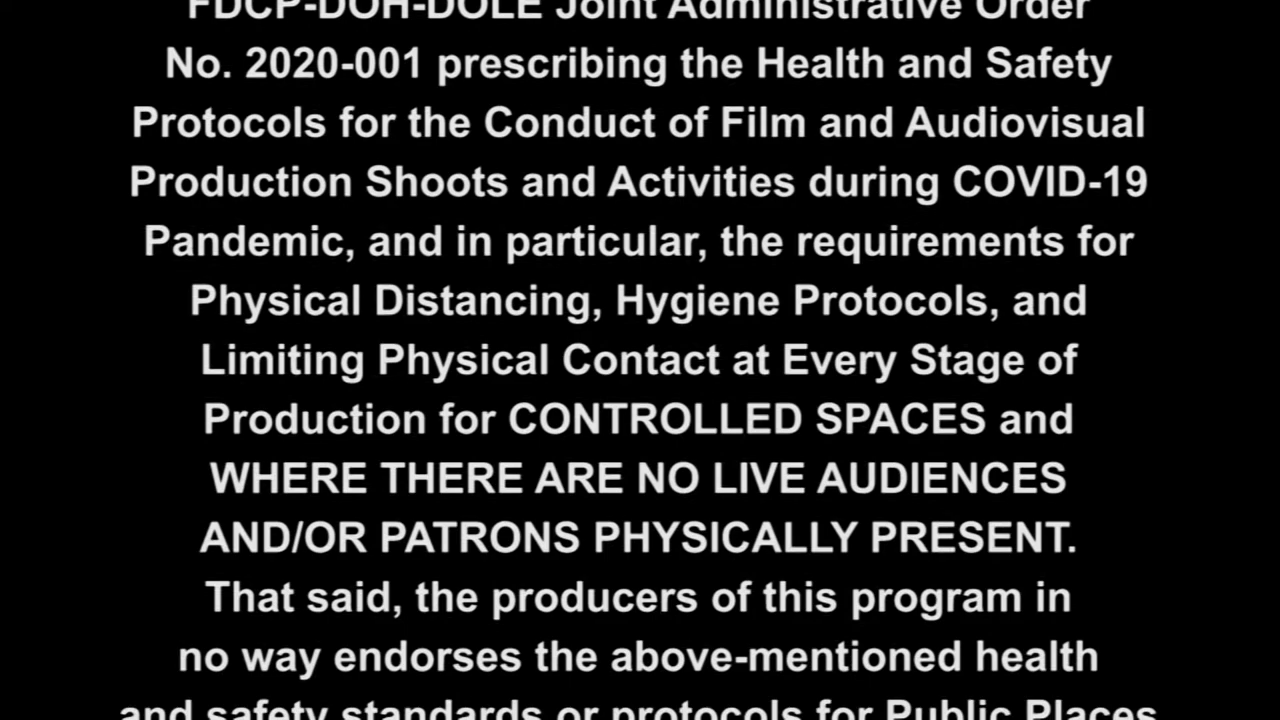 FDCP-DOH-DOLE Joint Administrative Order
No. 2020-001 prescribing the Health and Safety
Protocols for the Conduct of Film and Audiovisual
Production Shoots and Activities during COVID-19
Pandemic, and in particular, the requirements for
Physical Distancing, Hygiene Protocols, and
Limiting Physical Contact at Every Stage of
Production for CONTROLLED SPACES and
WHERE THERE ARE NO LIVE AUDIENCES
AND/OR PATRONS PHYSICALLY PRESENT.
That said, the producers of this program in
no way endorses the above-mentioned health
and safety standards or protocols for Public Places